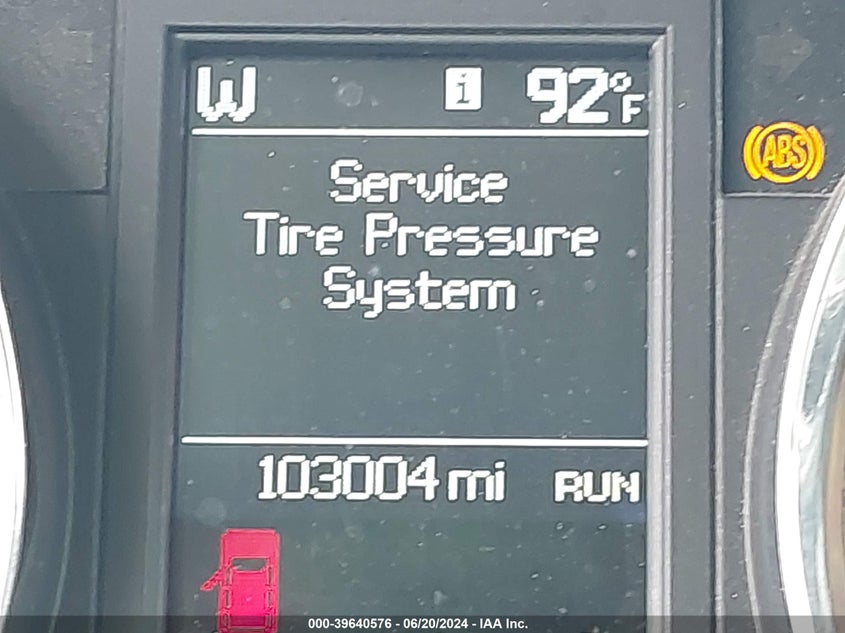 W i 92°F
ABS
Service
Tire Pressure
System
103004 mi RUN
000-39640576 - 06/20/2024 - IAA Inc.